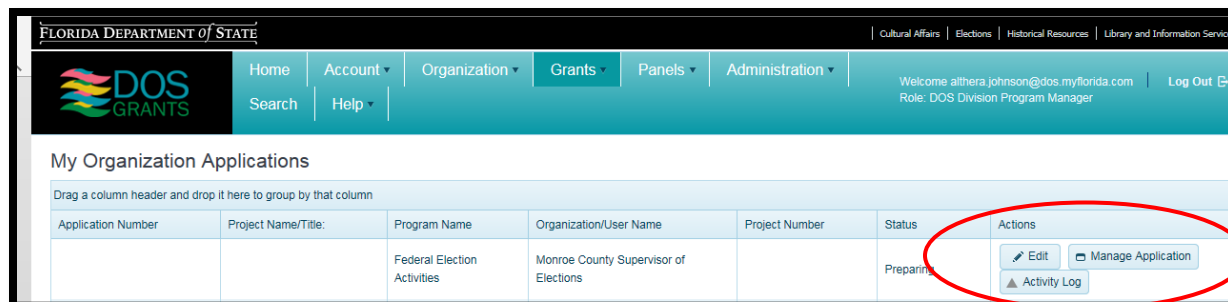 FLORIDA DEPARTMENT of STATE
Cultural Affairs | Elections | Historical Resources | Library and Information Servic
DOS
GRANTS
Home Account Organization Grants Panels Administration
Search Help
Welcome althera.johnson@dos.myflorida.com Log Out
Role: DOS Division Program Manager
My Organization Applications
Drag a column header and drop it here to group by that column
Application Number Project Name/Title: Program Name Organization/User Name Project Number Status Actions
Federal Election
Activities
Monroe County Supervisor of
Elections
Preparing
Edit Manage Application
Activity Log